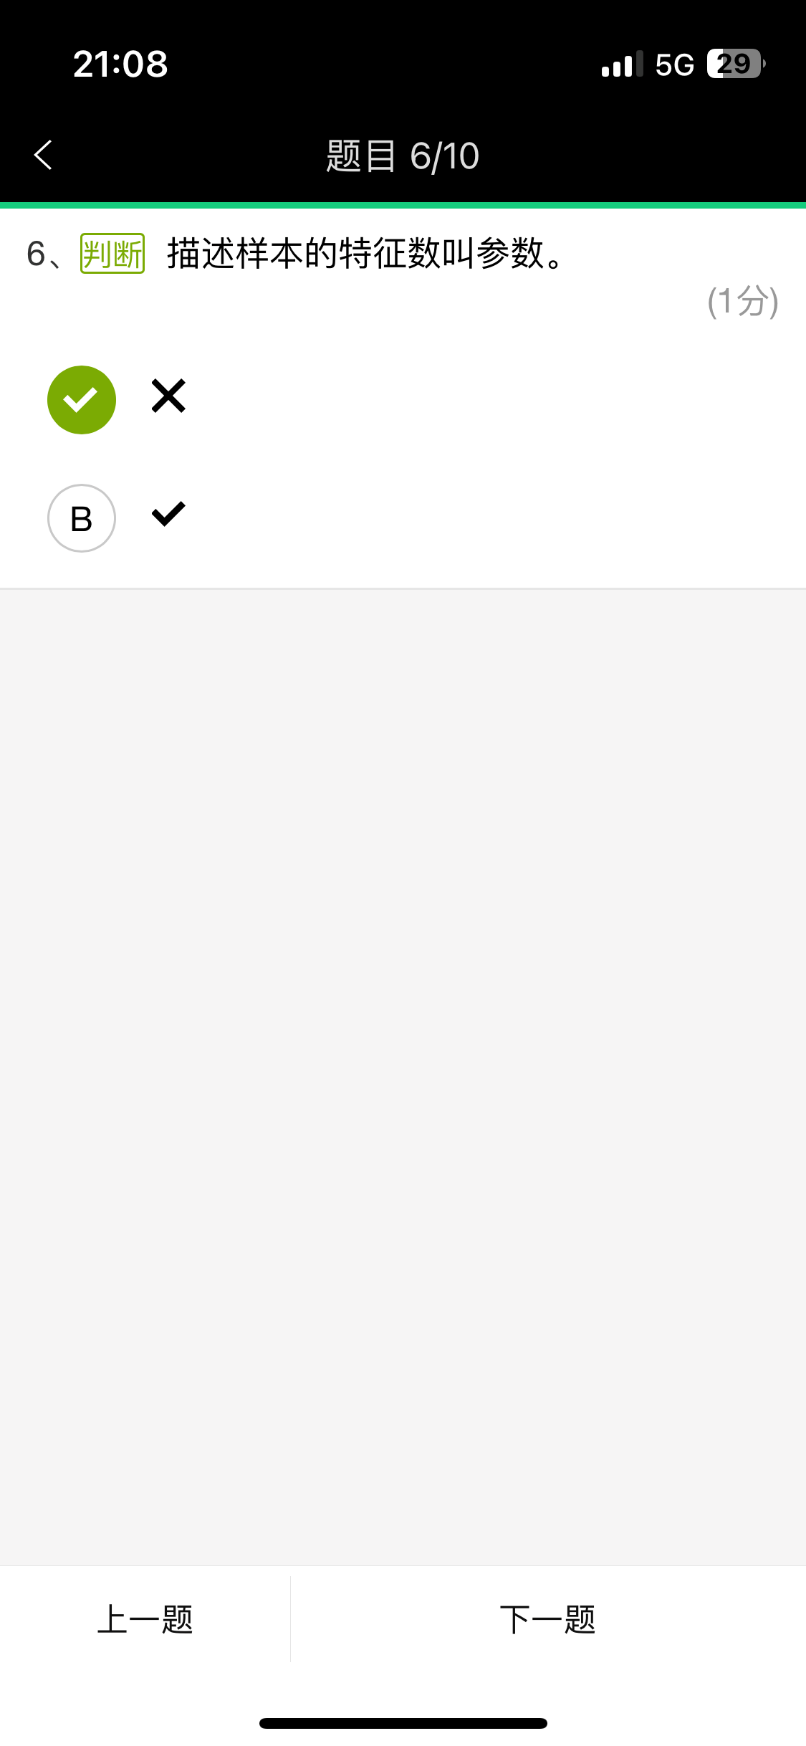 21:08 5G 29
题目 6/10
6、判断 描述样本的特征数叫参数。
(1分)
B
上一题 下一题